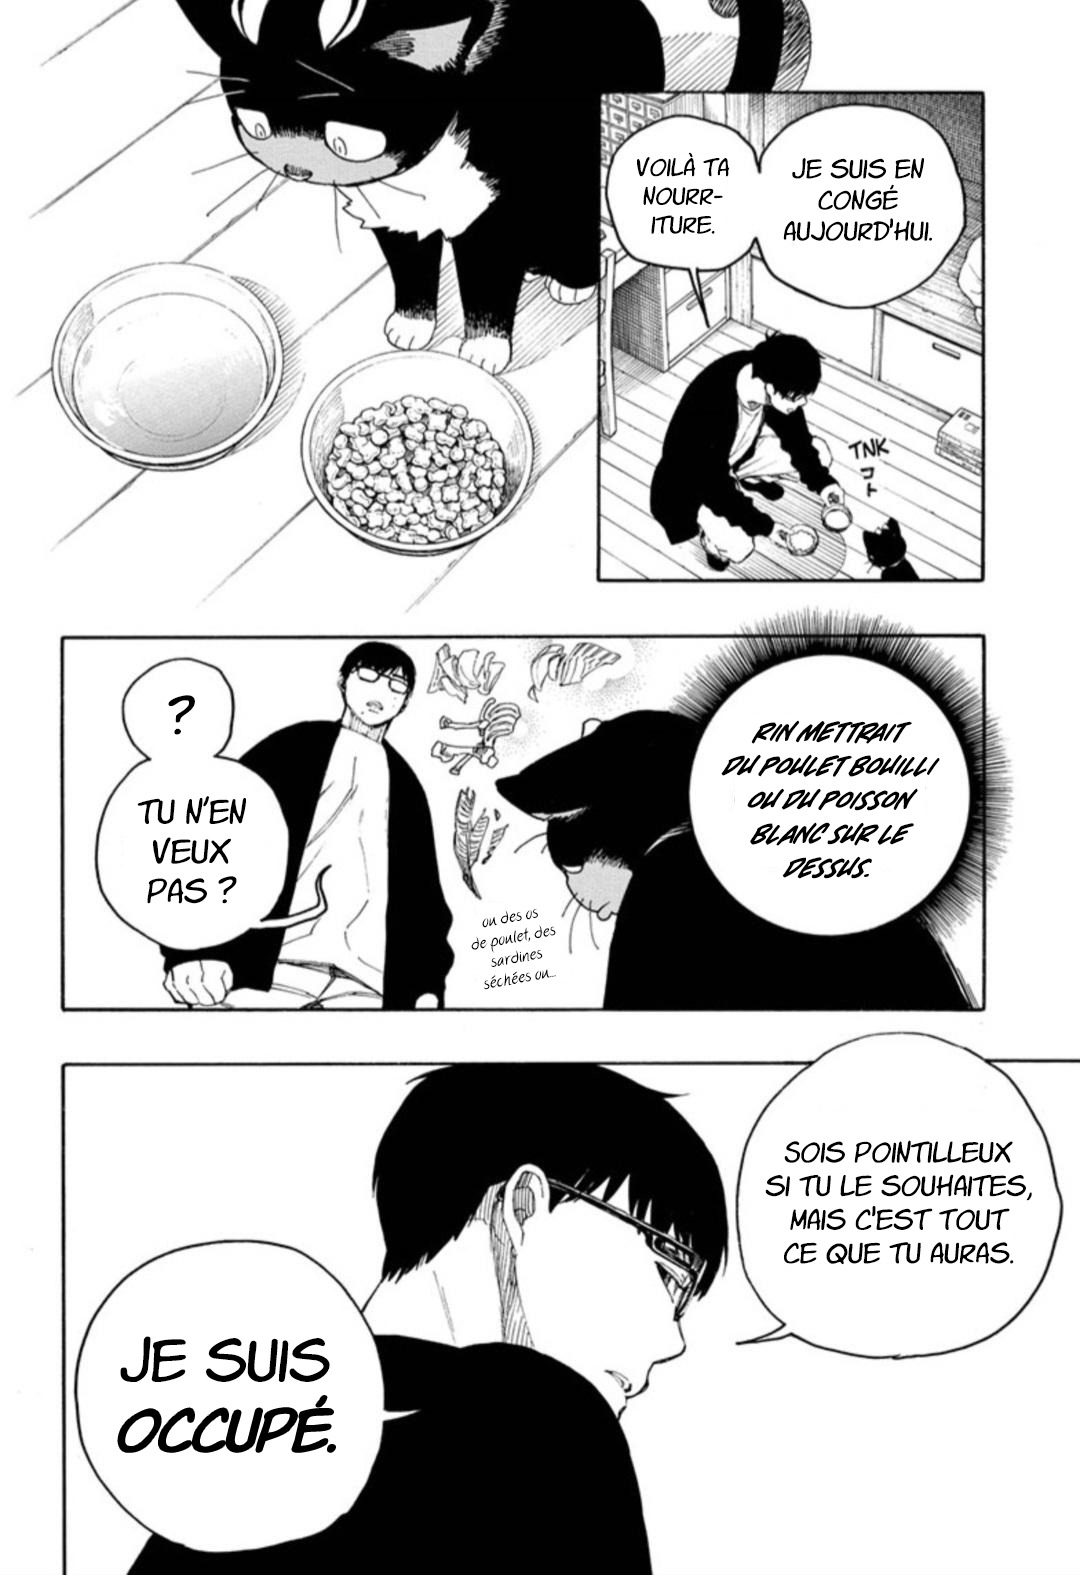 JE SUIS EN
CONGÉ
AUJOURD'HUI.
VOILÀ TA
NOURR-
ITURE.
TNK
コト
RIN METTRAIT
DU POULET BOUILLI
OU DU POISSON
BLANC SUR LE
DESSUS.
ou des os
de poulet, des
sardines
séchées ou...
?
TU N'EN
VEUX
PAS ?
SOIS POINTILLEUX
SI TU LE SOUHAITES,
MAIS C'EST TOUT
CE QUE TU AURAS.
JE SUIS
OCCUPÉ.